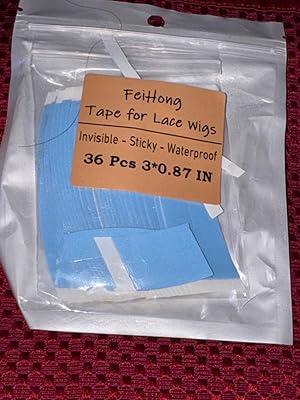 FeiHong
Tape for Lace Wigs
Invisible - Sticky - Waterproof
36 Pcs 3*0.87 IN